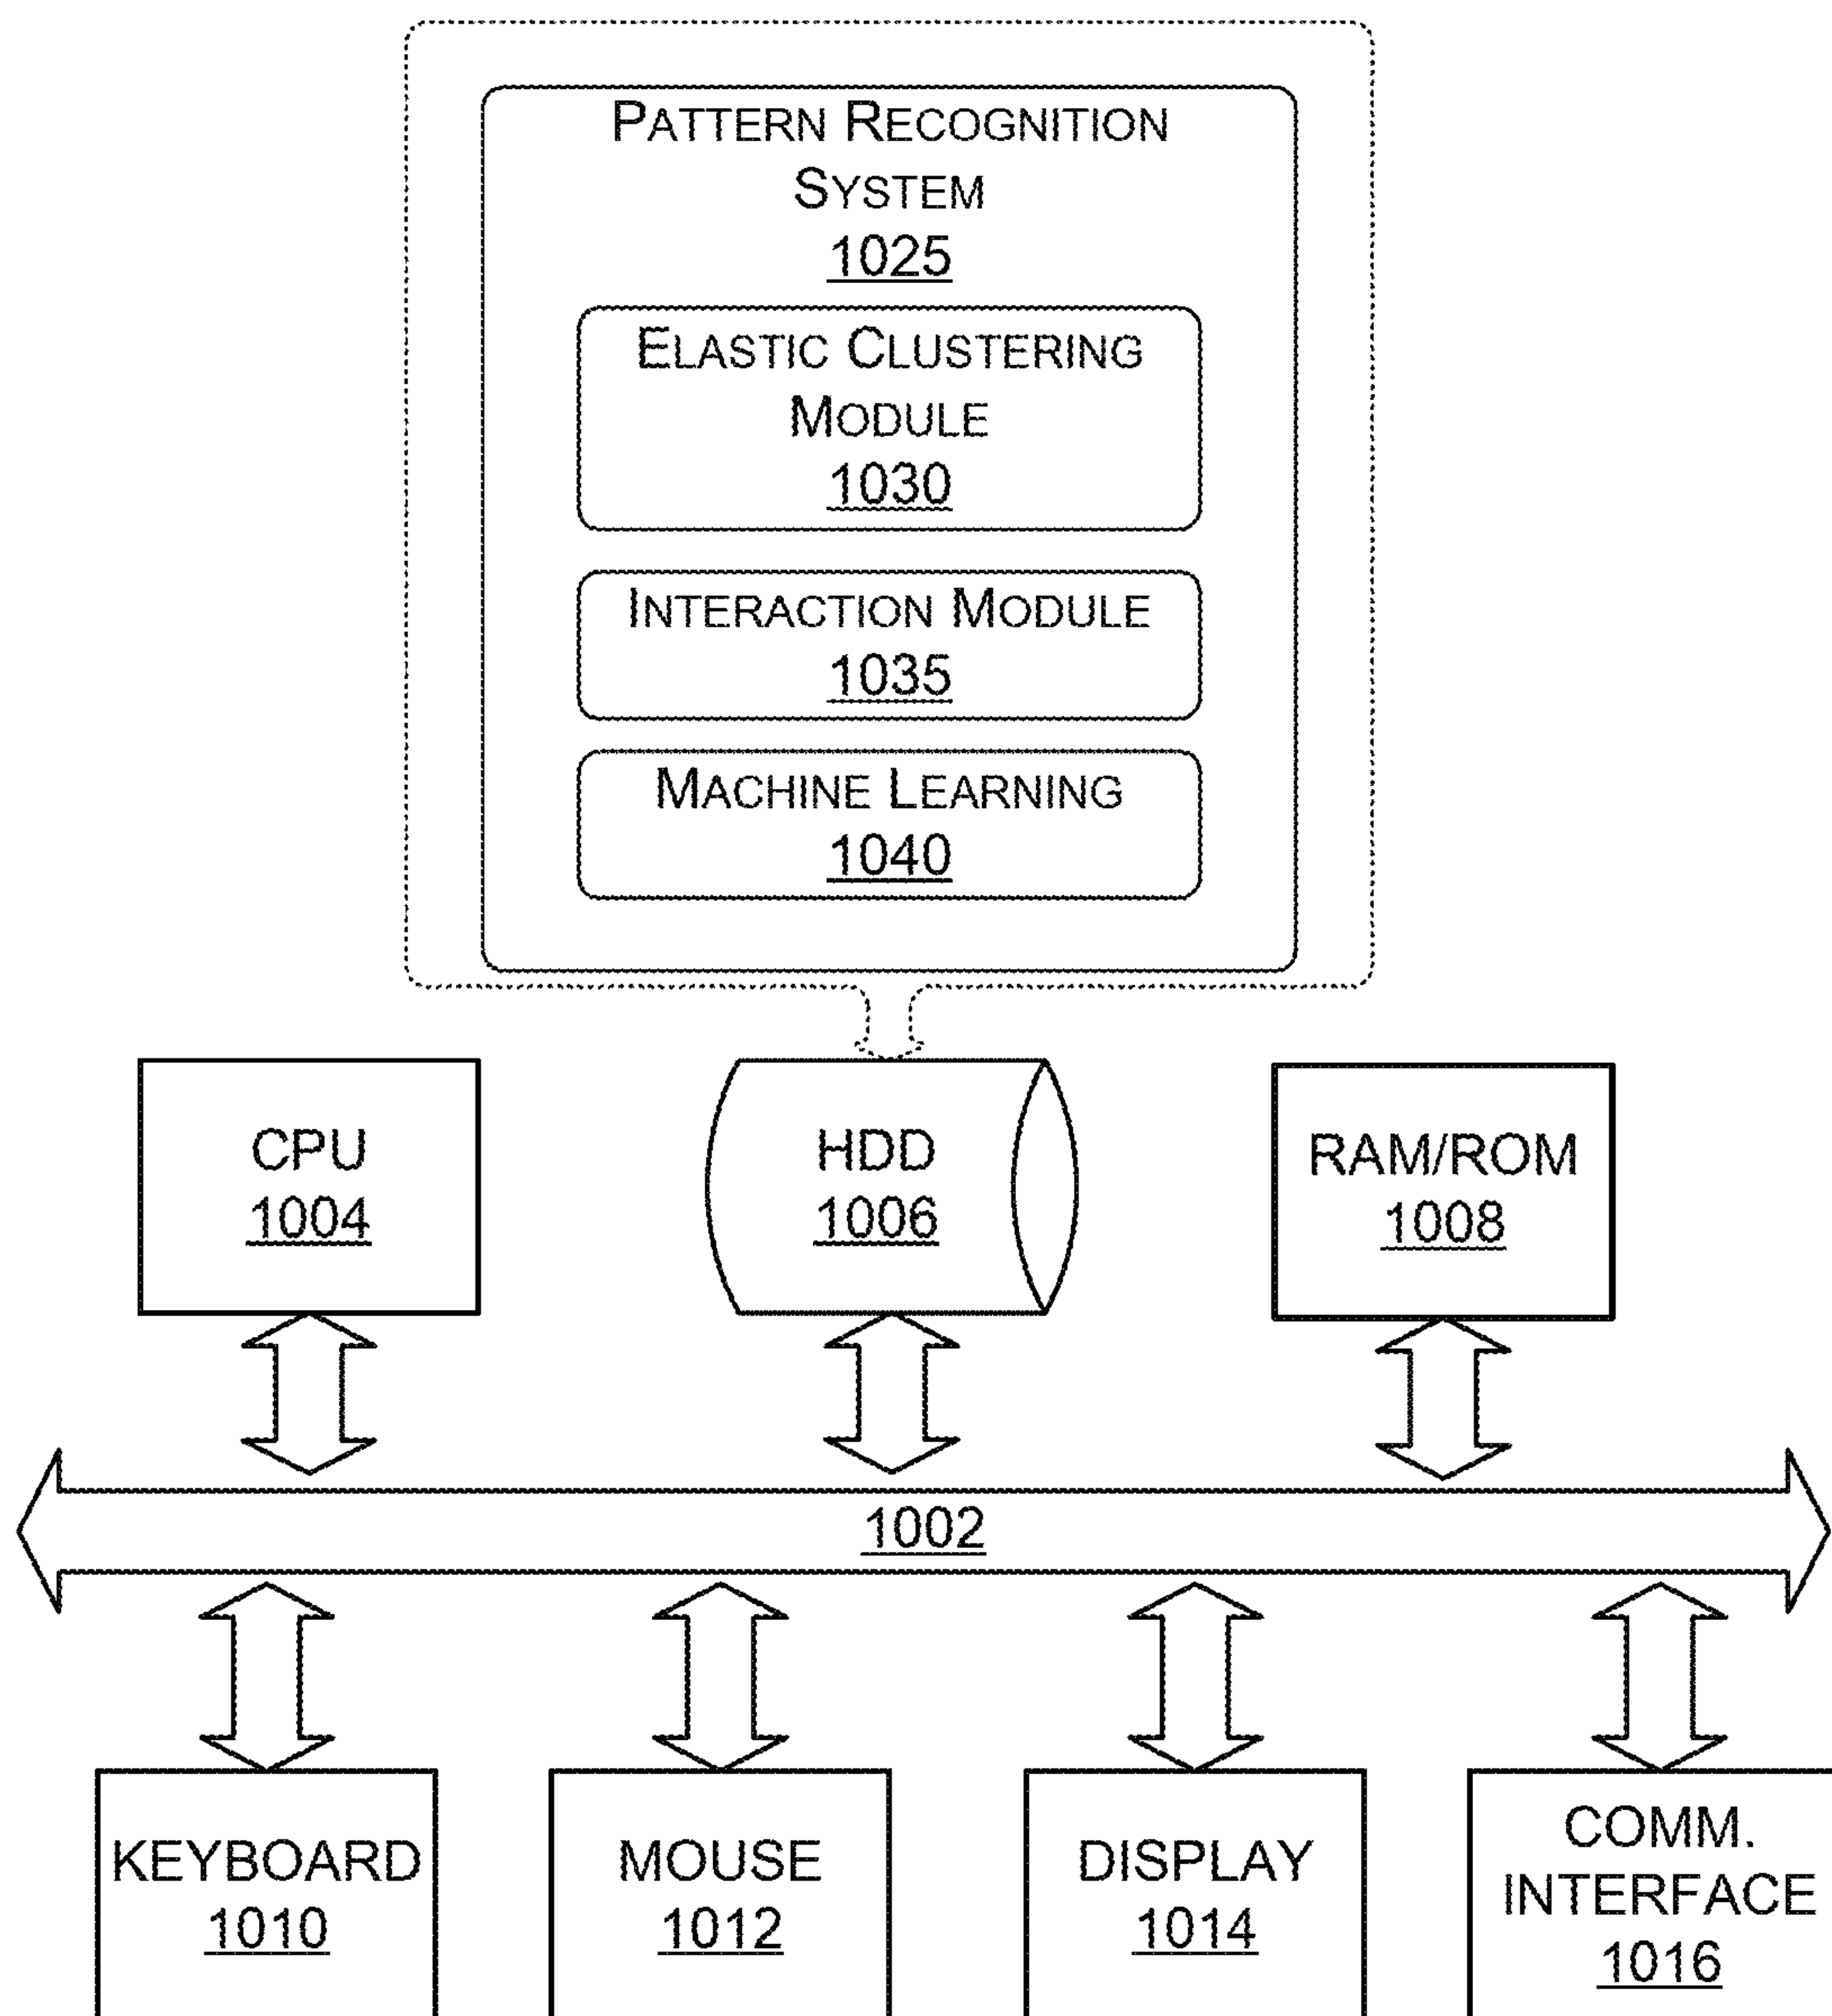 PATTERN RECOGNITION
SYSTEM
1025
ELASTIC CLUSTERING
MODULE
1030
INTERACTION MODULE
1035
MACHINE LEARNING
1040
CPU
1004
HDD
1006
RAM/ROM
1008
1002
KEYBOARD
1010
MOUSE
1012
DISPLAY
1014
COMM.
INTERFACE
1016